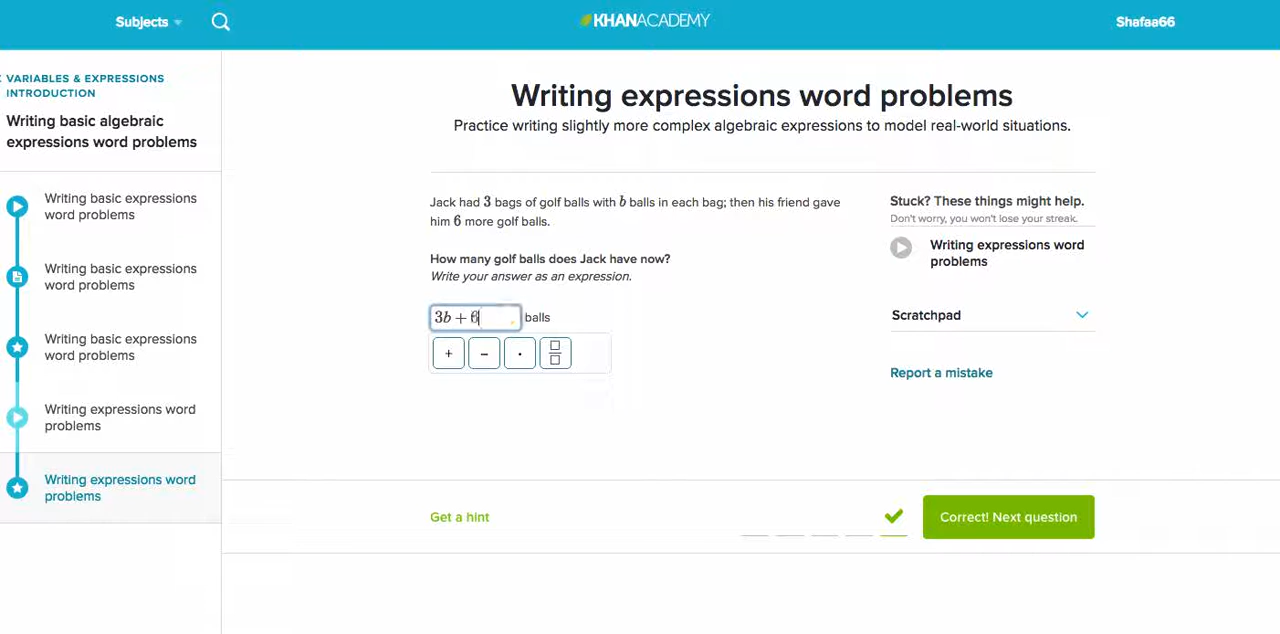 Subjects
KHANACADEMY
Shafaa66
VARIABLES & EXPRESSIONS
INTRODUCTION
Writing basic algebraic
expressions word problems
Writing basic expressions
word problems
Writing basic expressions
word problems
Writing basic expressions
word problems
Writing expressions word
problems
Writing expressions word
problems
Writing expressions word problems
Practice writing slightly more complex algebraic expressions to model real-world situations.
Jack had 3 bags of golf balls with b balls in each bag; then his friend gave
him 6 more golf balls.
How many golf balls does Jack have now?
Write your answer as an expression.
3b + 6 balls
+ − · □/□
Stuck? These things might help.
Don't worry, you won't lose your streak.
Writing expressions word
problems
Scratchpad
Report a mistake
Get a hint
Correct! Next question